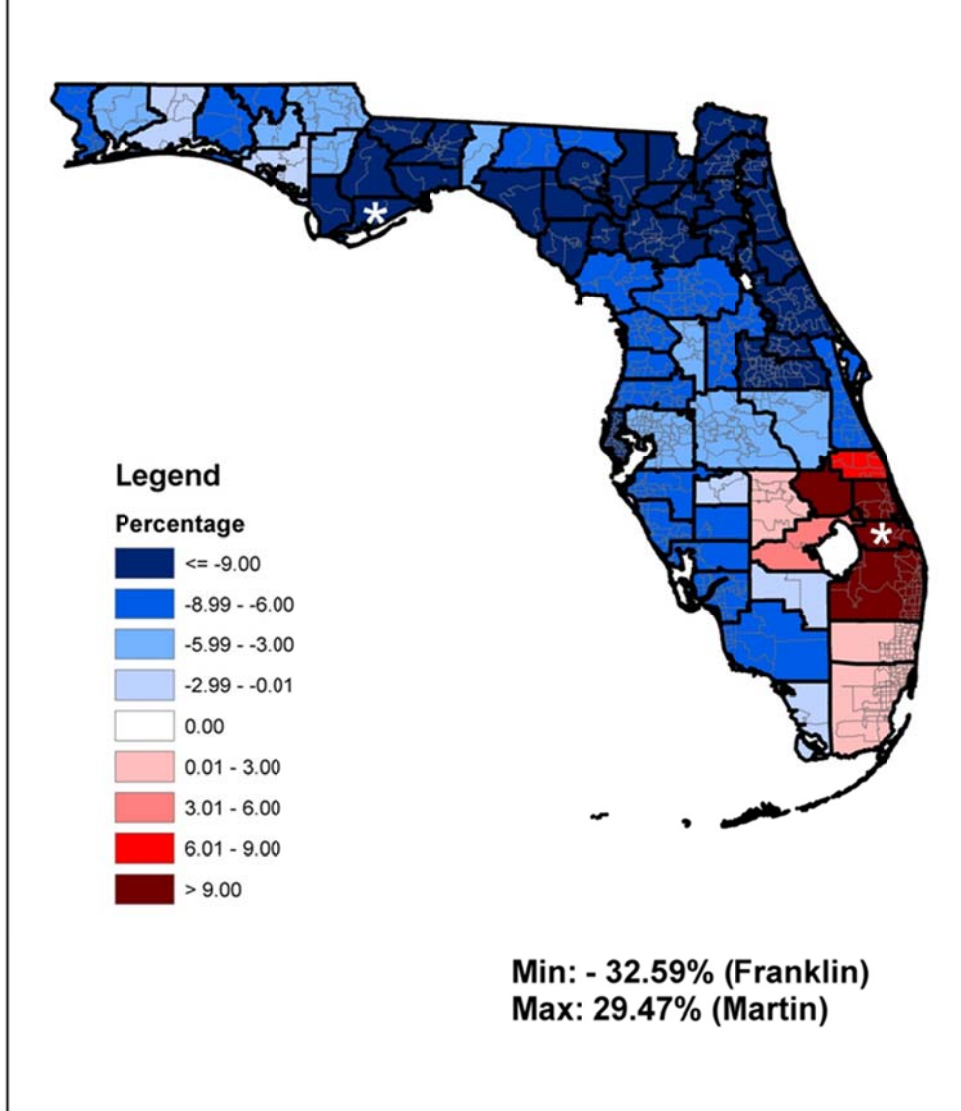 *
*
Legend
Percentage
<= -9.00
-8.99 - -6.00
-5.99 - -3.00
-2.99 - -0.01
0.00
0.01 - 3.00
3.01 - 6.00
6.01 - 9.00
> 9.00
Min: - 32.59% (Franklin)
Max: 29.47% (Martin)